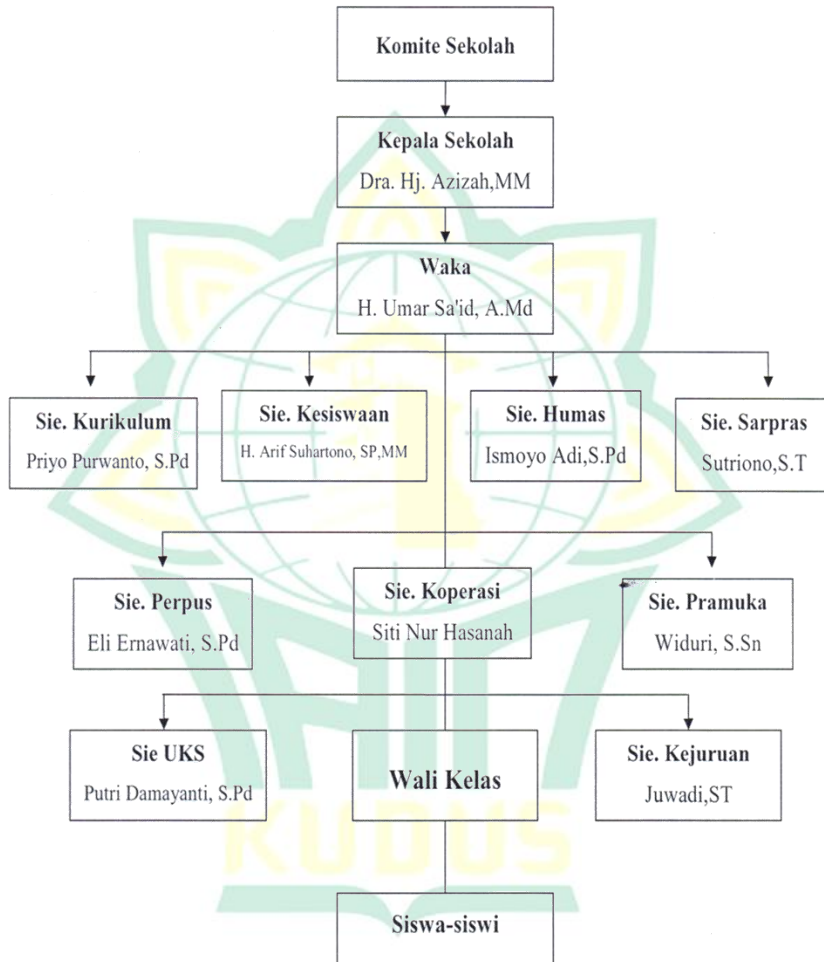 Komite Sekolah
Kepala Sekolah
Dra. Hj. Azizah,MM
Waka
H. Umar Sa'id, A.Md
Sie. Kurikulum
Priyo Purwanto, S.Pd
Sie. Kesiswaan
H. Arif Suhartono, SP,MM
Sie. Humas
Ismoyo Adi,S.Pd
Sie. Sarpras
Sutriono,S.T
Sie. Perpus
Eli Ernawati, S.Pd
Sie. Koperasi
Siti Nur Hasanah
Sie. Pramuka
Widuri, S.Sn
Sie UKS
Putri Damayanti, S.Pd
Wali Kelas
Sie. Kejuruan
Juwadi,ST
Siswa-siswi
IAIN
KUDUS